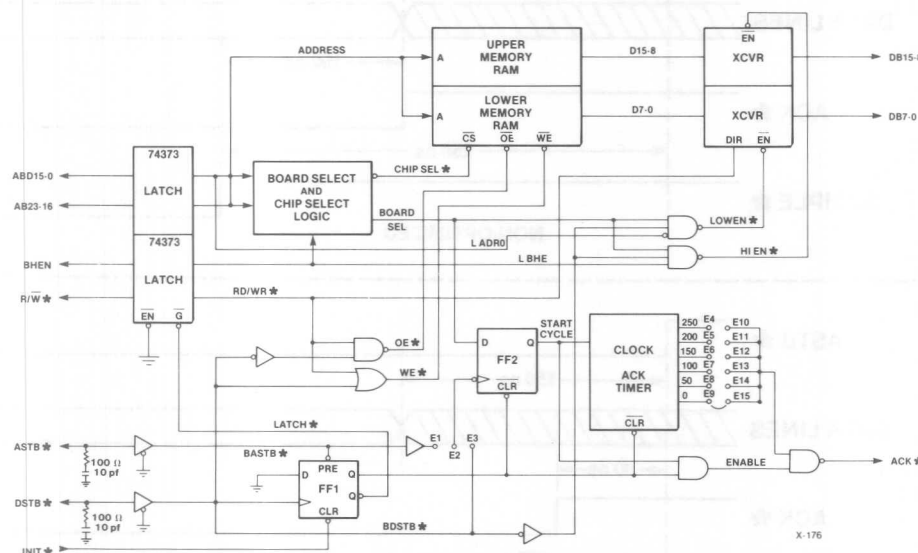 EN
UPPER
MEMORY
RAM
LOWER
MEMORY
RAM
ADDRESS
A
A
D15-8
D7-0
XCVR
XCVR
DB15-8
DB7-0
CS OE WE
DIR EN
74373
LATCH
74373
LATCH
EN G
ABD15-0
AB23-16
BHEN
R/W*
BOARD SELECT
AND
CHIP SELECT
LOGIC
CHIP SEL*
BOARD
SEL
L ADR0
L BHE
LOWEN*
HI EN*
RD/WR*
OE*
WE*
D Q
FF2
CLR
START
CYCLE
CLOCK
ACK
TIMER
CLR
250 E4 E10
200 E5 E11
150 E6 E12
100 E7 E13
50 E8 E14
0 E9 E15
LATCH*
BASTB*
E1
E2
E3
D PRE Q
FF1
Q
CLR
ASTB*
100 Ω
10 pf
DSTB*
100 Ω
10 pf
INIT*
BDSTB*
ENABLE
ACK*
X-176